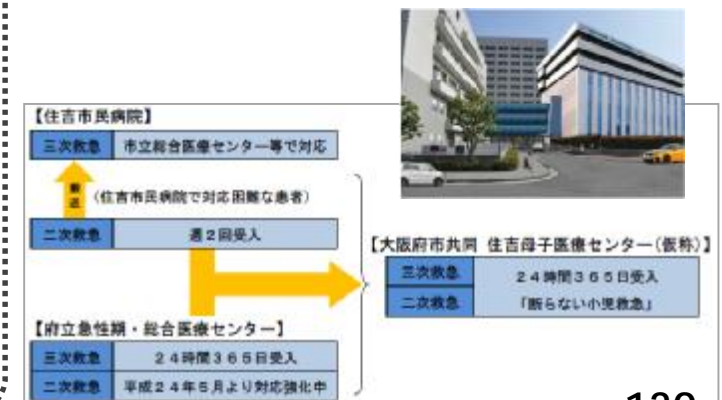 【住吉市民病院】
三次救急 市立総合医療センター等で対応
搬送 (住吉市民病院で対応困難な患者)
二次救急 週2回受入
【大阪府市共同 住吉母子医療センター(仮称)】
三次救急 24時間365日受入
二次救急 「断らない小児救急」
【府立急性期・総合医療センター】
三次救急 24時間365日受入
二次救急 平成24年5月より対応強化中